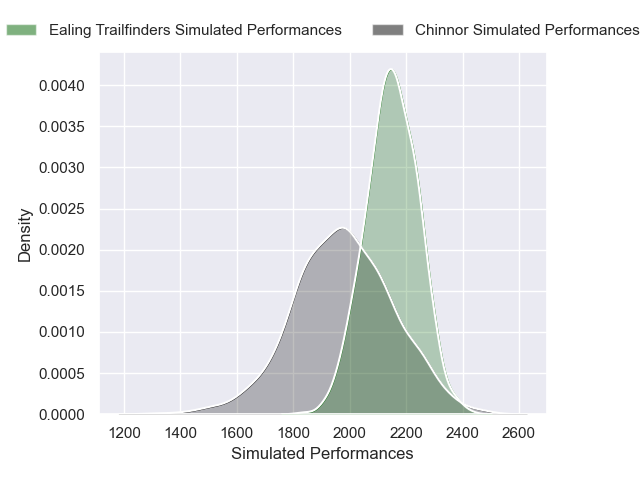 Ealing Trailfinders Simulated Performances
Chinnor Simulated Performances
0.0040
0.0035
0.0030
0.0025
0.0020
0.0015
0.0010
0.0005
0.0000
Density
1200 1400 1600 1800 2000 2200 2400 2600
Simulated Performances